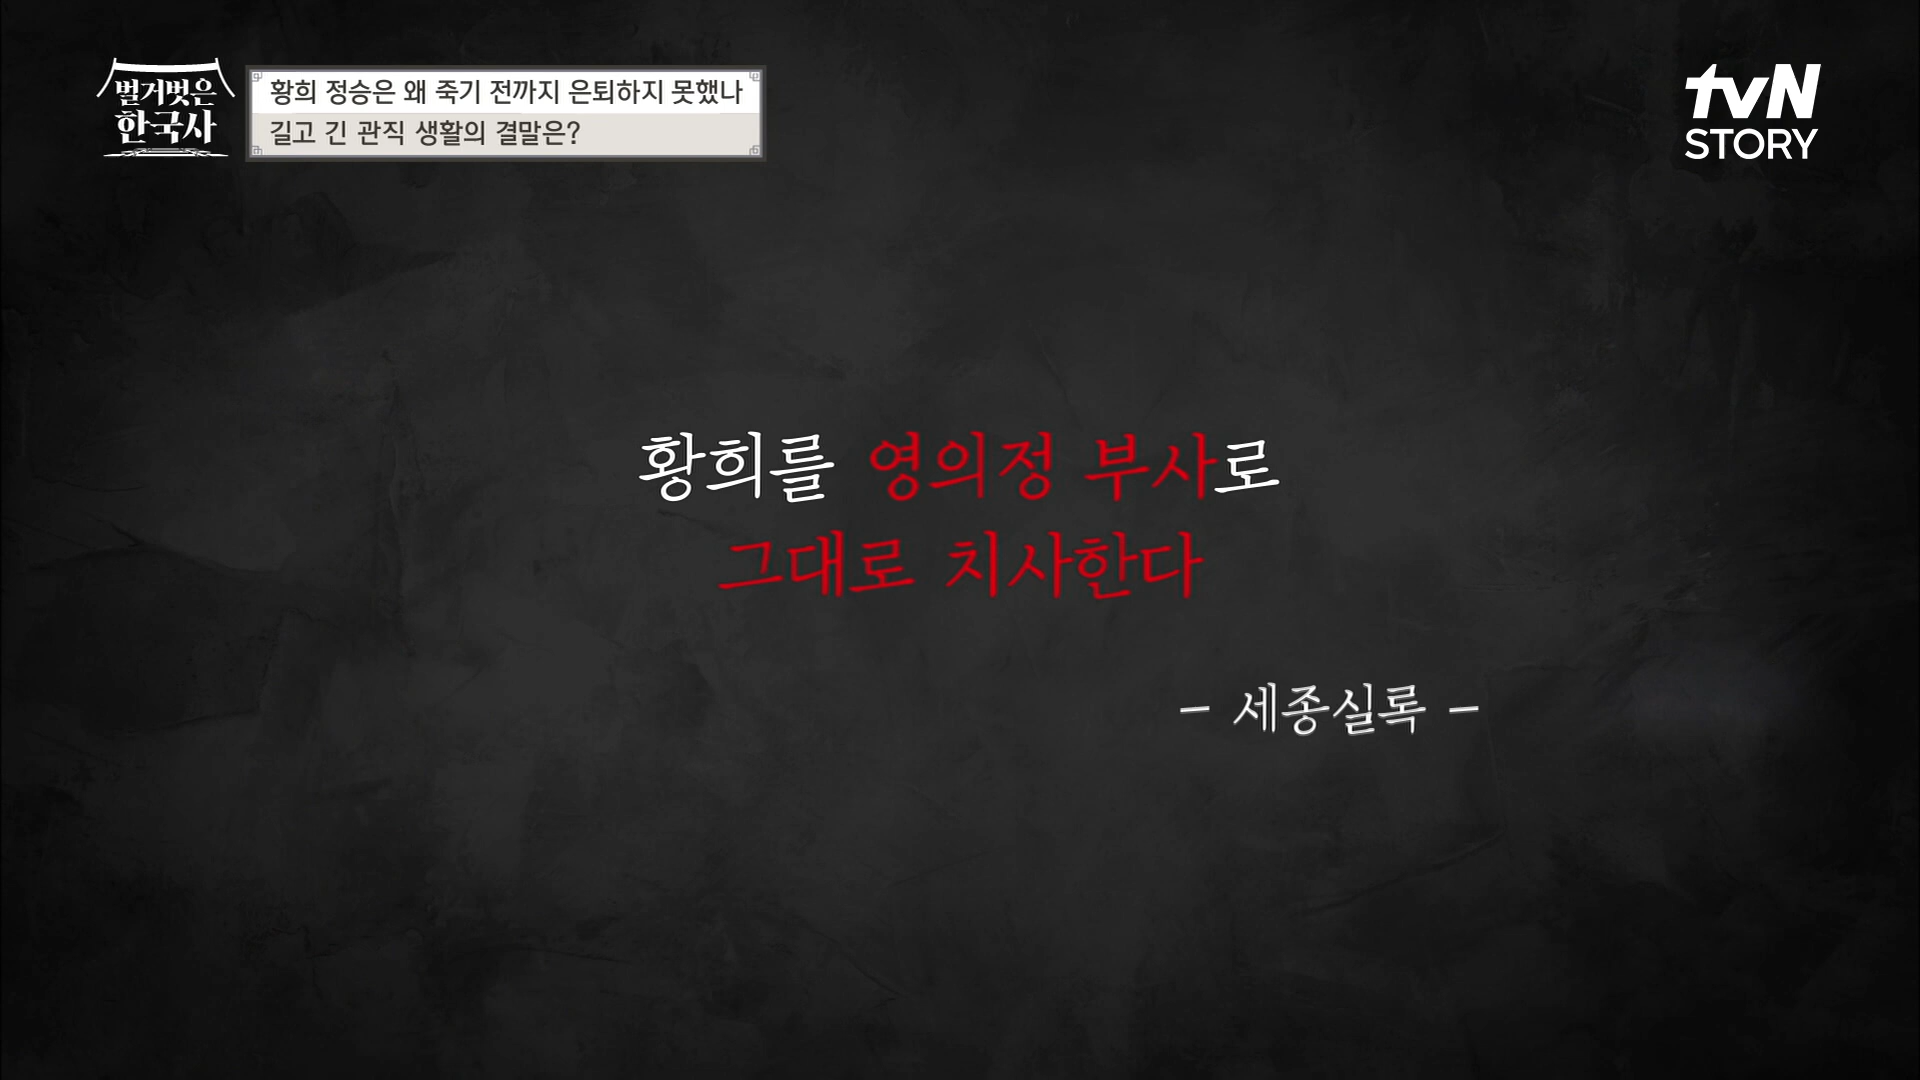 벌거벗은
한국사
황희 정승은 왜 죽기 전까지 은퇴하지 못했나
길고 긴 관직 생활의 결말은?
tvN
STORY
황희를 영의정 부사로
그대로 치사한다
- 세종실록 -